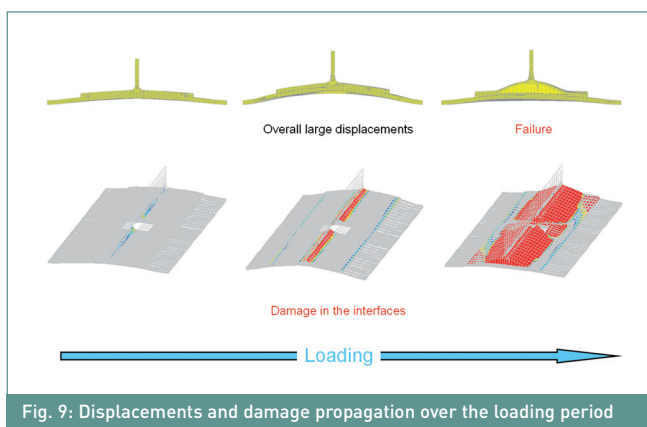 Overall large displacements
Failure
Damage in the interfaces
Loading
Fig. 9: Displacements and damage propagation over the loading period